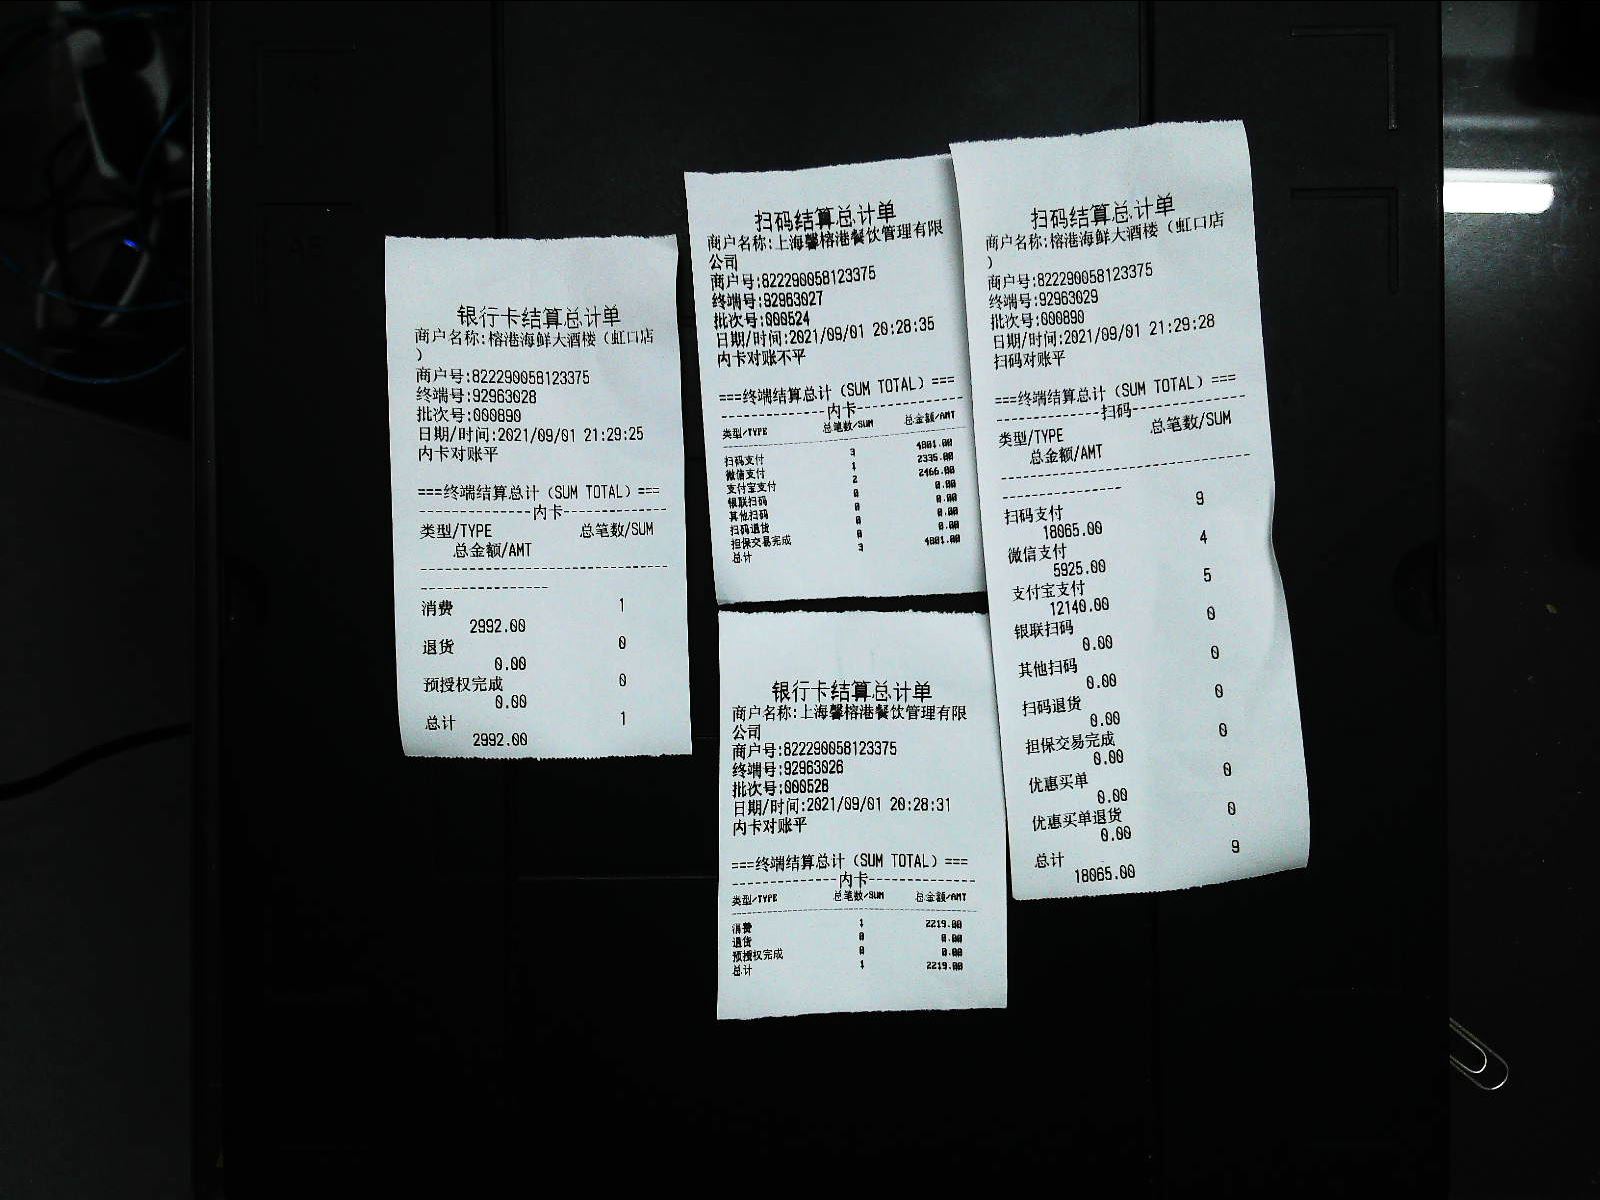 银行卡结算总计单
商户名称:榕港海鲜大酒楼（虹口店
）
商户号:822290058123375
终端号:92963028
批次号:000890
日期/时间:2021/09/01 21:29:25
内卡对账平
===终端结算总计（SUM TOTAL）===
----------------内卡----------------
类型/TYPE 总笔数/SUM
总金额/AMT
消费 1
2992.00
退货 0
0.00
预授权完成 0
0.00
总计 1
2992.00
扫码结算总计单
商户名称:上海馨榕港餐饮管理有限
公司
商户号:822290058123375
终端号:92963027
批次号:000524
日期/时间:2021/09/01 20:28:35
内卡对账不平
===终端结算总计（SUM TOTAL）===
----------------内卡----------------
类型/TYPE 总笔数/SUM 总金额/AMT
扫码支付 3 4801.00
微信支付 1 2335.00
支付宝支付 2 2466.00
银联扫码 0 0.00
其他扫码 0 0.00
扫码退货 0 0.00
担保交易完成 0 0.00
总计 3 4801.00
银行卡结算总计单
商户名称:上海馨榕港餐饮管理有限
公司
商户号:822290058123375
终端号:92963026
批次号:000528
日期/时间:2021/09/01 20:28:31
内卡对账平
===终端结算总计（SUM TOTAL）===
----------------内卡----------------
类型/TYPE 总笔数/SUM 总金额/AMT
消费 1 2219.00
退货 0 0.00
预授权完成 0 0.00
总计 1 2219.00
扫码结算总计单
商户名称:榕港海鲜大酒楼（虹口店
）
商户号:822290058123375
终端号:92963029
批次号:000890
日期/时间:2021/09/01 21:29:28
扫码对账平
===终端结算总计（SUM TOTAL）===
----------------扫码----------------
类型/TYPE 总笔数/SUM
总金额/AMT
扫码支付 9
18065.00
微信支付 4
5925.00
支付宝支付 5
12140.00
银联扫码 0
0.00
其他扫码 0
0.00
扫码退货 0
0.00
担保交易完成 0
0.00
优惠买单 0
0.00
优惠买单退货 0
0.00
总计 9
18065.00